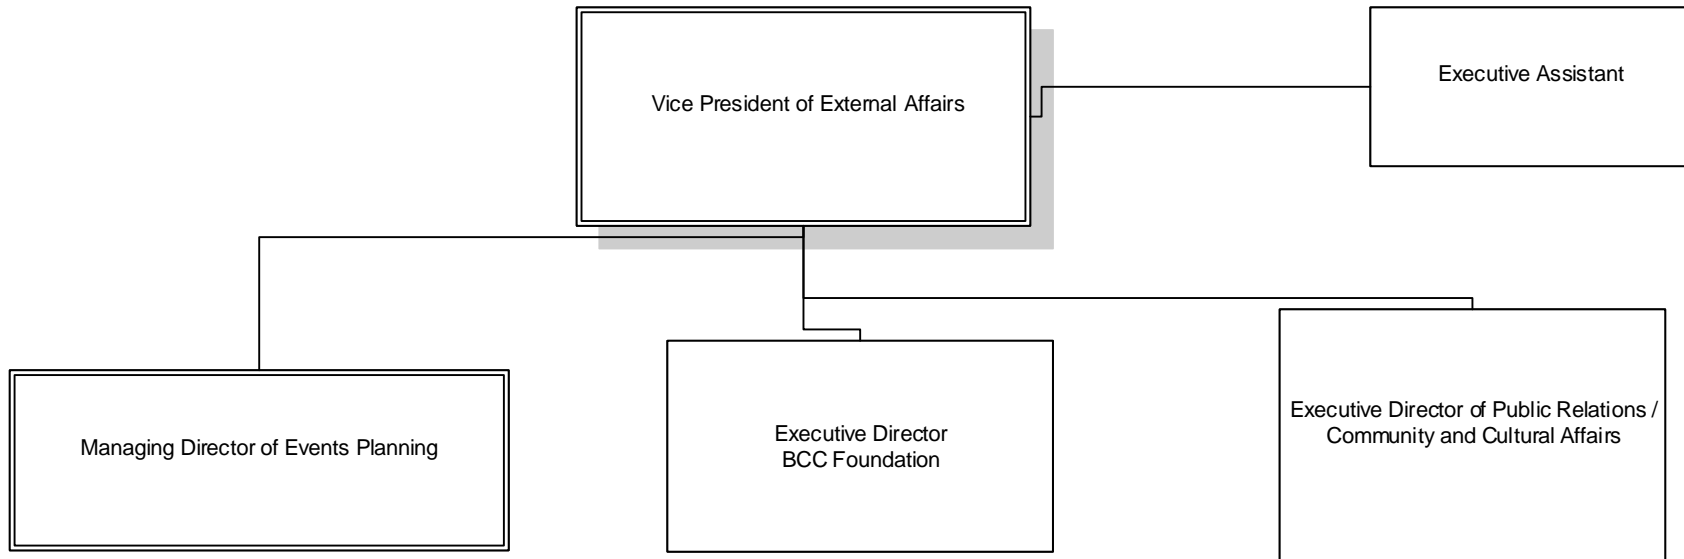 Vice President of External Affairs
Executive Assistant
Managing Director of Events Planning
Executive Director
BCC Foundation
Executive Director of Public Relations /
Community and Cultural Affairs